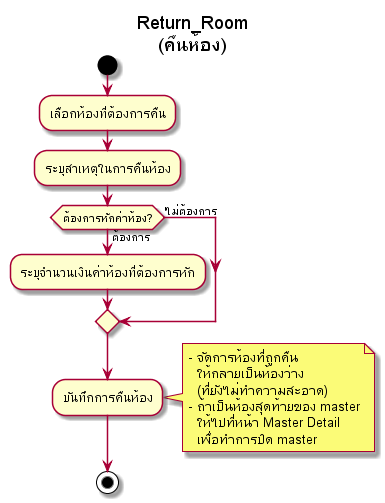 Return_Room
(คืนห้อง)
เลือกห้องที่ต้องการคืน
ระบุสาเหตุในการคืนห้อง
ต้องการหักค่าห้อง?
ไม่ต้องการ
ต้องการ
ระบุจำนวนเงินค่าห้องที่ต้องการหัก
บันทึกการคืนห้อง
- จัดการห้องที่ถูกคืน
ให้กลายเป็นห้องว่าง
(ที่ยังไม่ทำความสะอาด)
- ถ้าเป็นห้องสุดท้ายของ master
ให้ไปที่หน้า Master Detail
เพื่อทำการปิด master